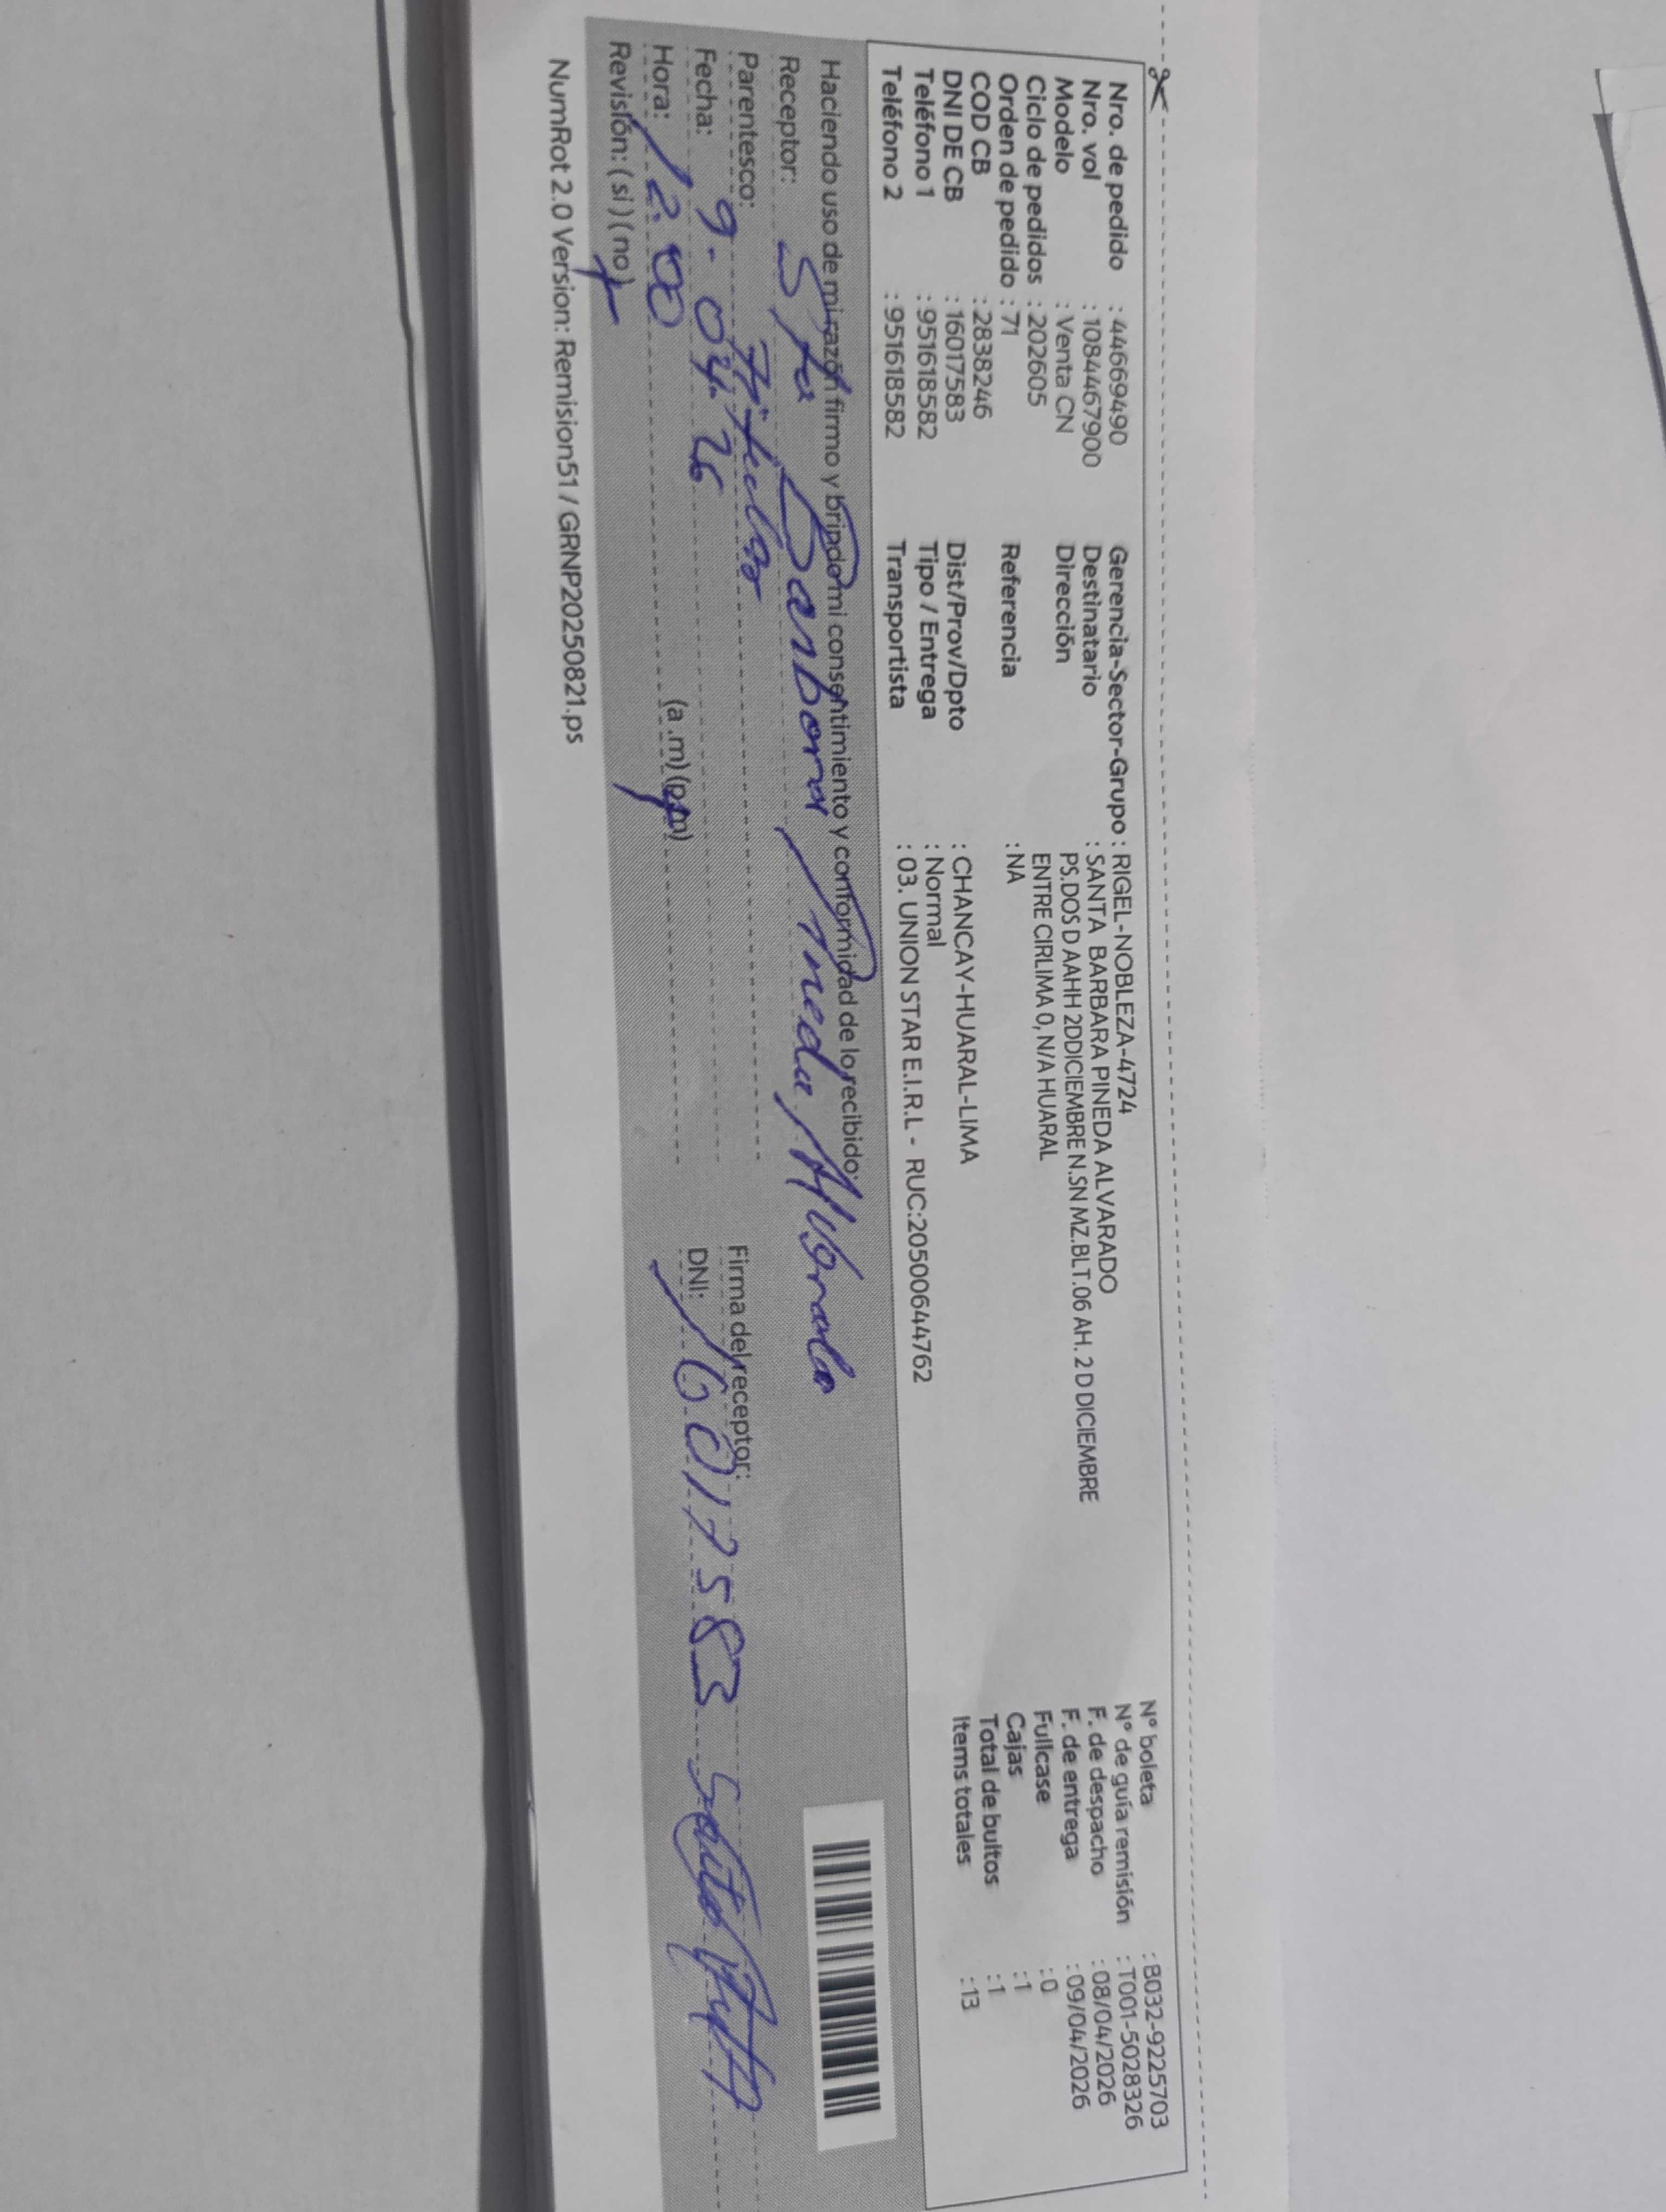 Nro. de pedido : 44669490
Nro. vol : 1084467900
Modelo : Venta CN
Ciclo de pedidos : 202605
Orden de pedido : 71
COD CB : 2838246
DNI DE CB : 16017583
Teléfono 1 : 951618582
Teléfono 2 : 951618582
Gerencia-Sector-Grupo : RIGEL-NOBLEZA-4724
Destinatario : SANTA BARBARA PINEDA ALVARADO
Dirección PS.DOS D AAHH 2DDICIEMBRE N.SN MZ.BLT.06 AH. 2 D DICIEMBRE
ENTRE CIRLIMA 0, N/A HUARAL
Referencia : NA
Dist/Prov/Dpto : CHANCAY-HUARAL-LIMA
Tipo / Entrega : Normal
Transportista : 03. UNION STAR E.I.R.L - RUC:20500644762
N° boleta : B032-9225703
N° de guía remisión : T001-5028326
F. de despacho : 08/04/2026
F. de entrega : 09/04/2026
Fullcase : 0
Cajas : 1
Total de bultos : 1
Items totales : 13
Haciendo uso de mi razón firmo y brindo mi consentimiento y conformidad de lo recibido:
Receptor: Sta Barbara Pineda Alvarado
Parentesco: Titular
Fecha: 9-04-26
Hora: 12:00 (a .m) (p.m)
Revisión: ( si ) ( no )
Firma del receptor:
DNI: 16017583
NumRot 2.0 Version: Remision51 / GRNP20250821.ps